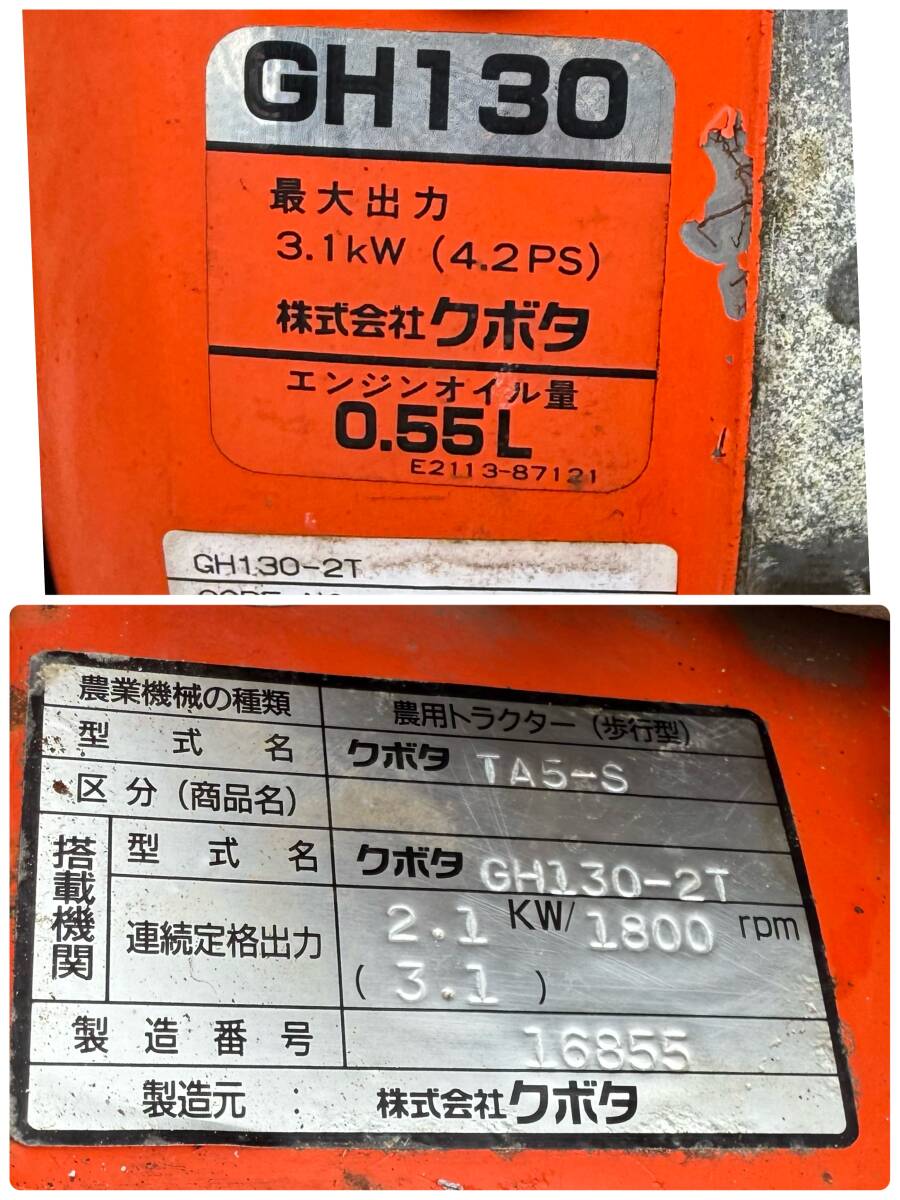 GH130
最大出力
3.1kW (4.2PS)
株式会社クボタ
エンジンオイル量
0.55L
E2113-87121
GH130-2T
農業機械の種類 農用トラクター (歩行型)
型式名 クボタ TA5-S
区分(商品名)
搭載機関
型式名 クボタ GH130-2T
連続定格出力 2.1 KW/1800 rpm
(3.1)
製造番号 16855
製造元: 株式会社クボタ